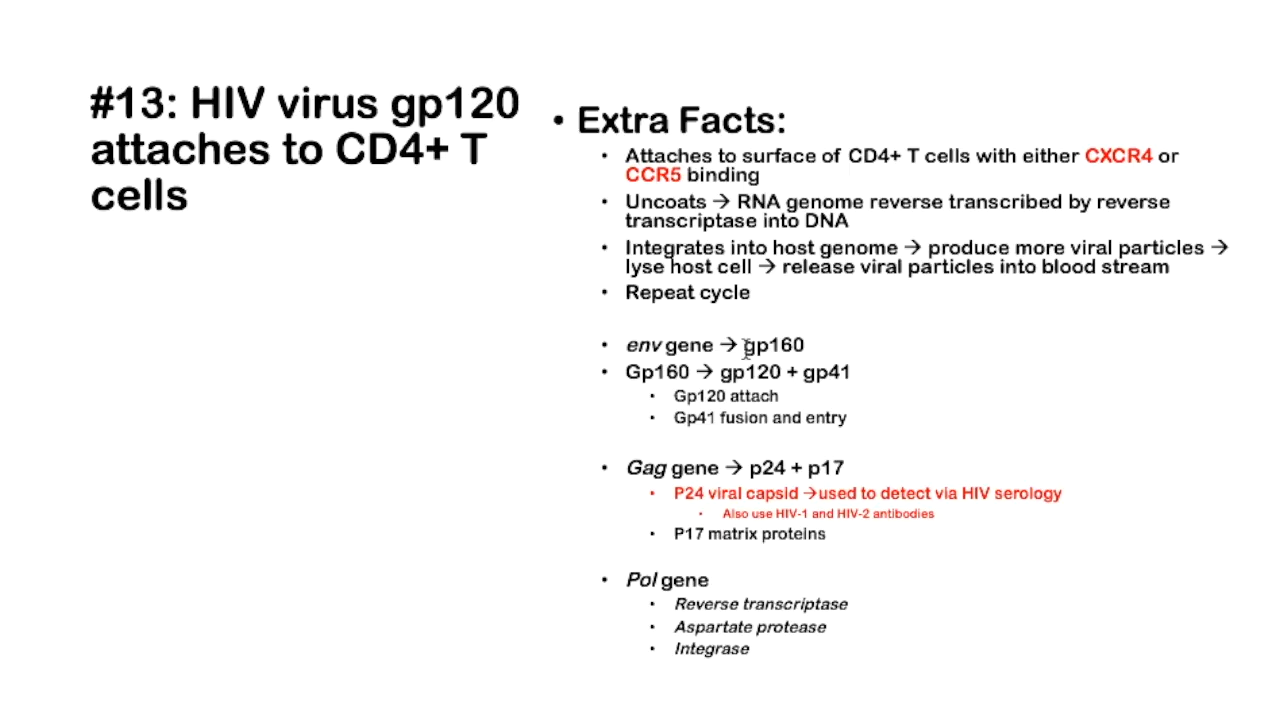 #13: HIV virus gp120
attaches to CD4+ T
cells
• Extra Facts:
• Attaches to surface of CD4+ T cells with either CXCR4 or
CCR5 binding
• Uncoats → RNA genome reverse transcribed by reverse
transcriptase into DNA
• Integrates into host genome → produce more viral particles →
lyse host cell → release viral particles into blood stream
• Repeat cycle
• env gene → gp160
• Gp160 → gp120 + gp41
• Gp120 attach
• Gp41 fusion and entry
• Gag gene → p24 + p17
• P24 viral capsid →used to detect via HIV serology
• Also use HIV-1 and HIV-2 antibodies
• P17 matrix proteins
• Pol gene
• Reverse transcriptase
• Aspartate protease
• Integrase